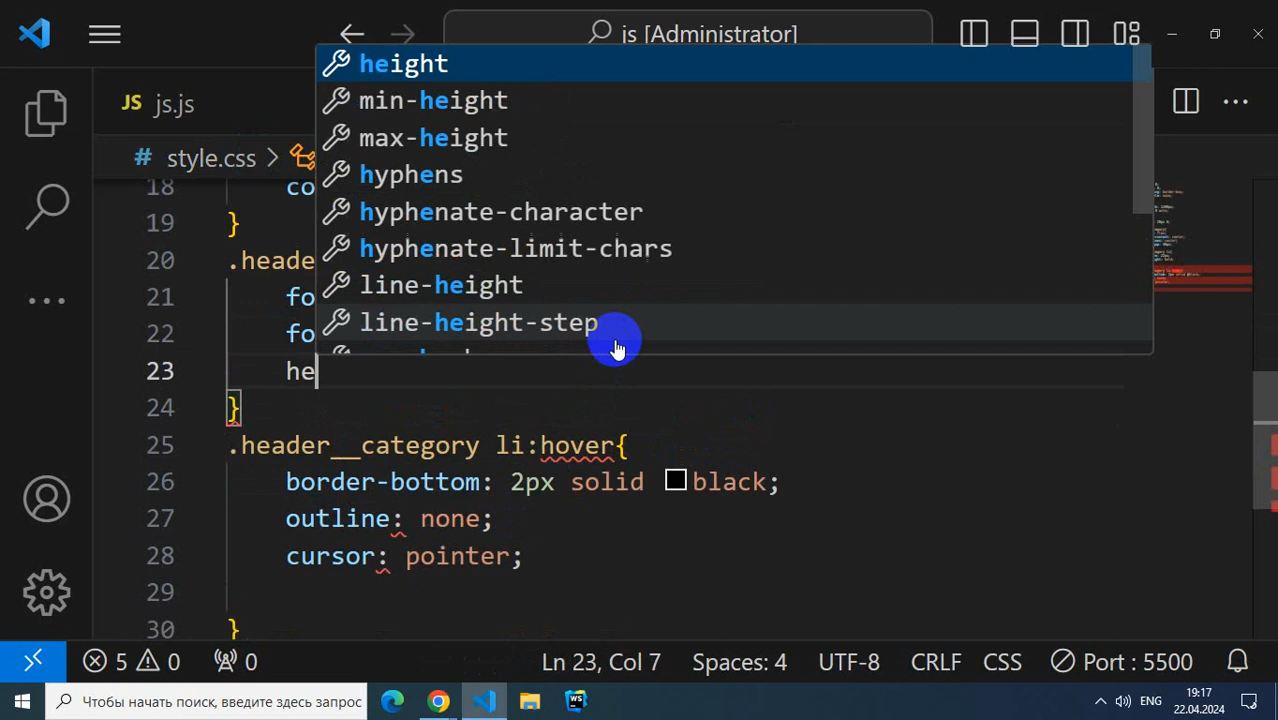 js [Administrator]
JS js.js
# style.css >
height
min-height
max-height
hyphens
hyphenate-character
hyphenate-limit-chars
line-height
line-height-step
18 co
19 }
20 .heade
21 fo
22 fo
23 he
24 }
25 .header__category li:hover{
26 border-bottom: 2px solid black;
27 outline: none;
28 cursor: pointer;
29
30 }
5 0 0 Ln 23, Col 7 Spaces: 4 UTF-8 CRLF CSS Port : 5500
Чтобы начать поиск, введите здесь запрос WS ENG 19:17
22.04.2024